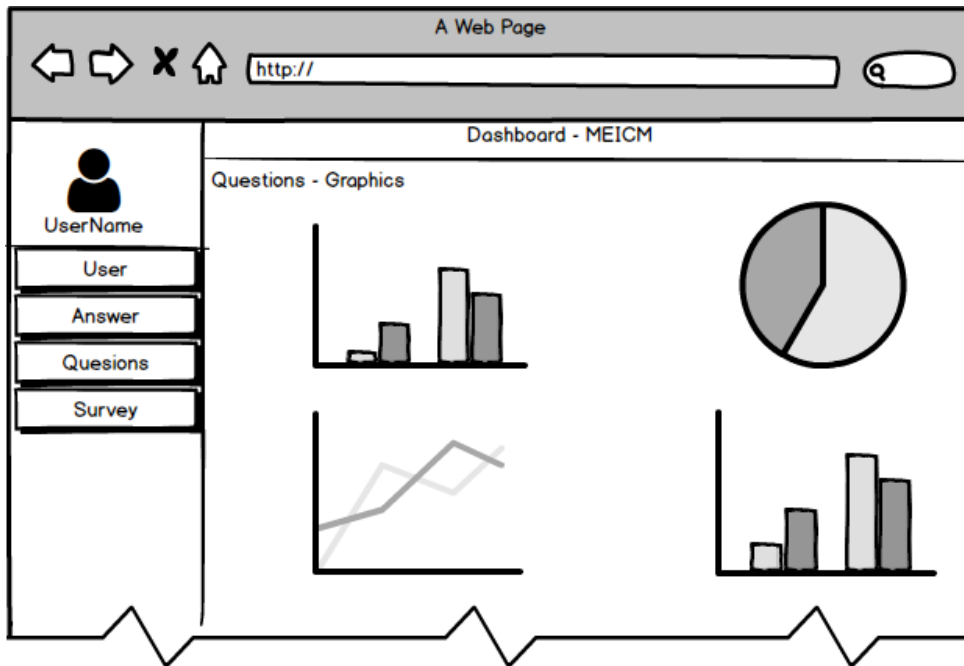 A Web Page
http://
Dashboard - MEICM
Questions - Graphics
UserName
User
Answer
Quesions
Survey